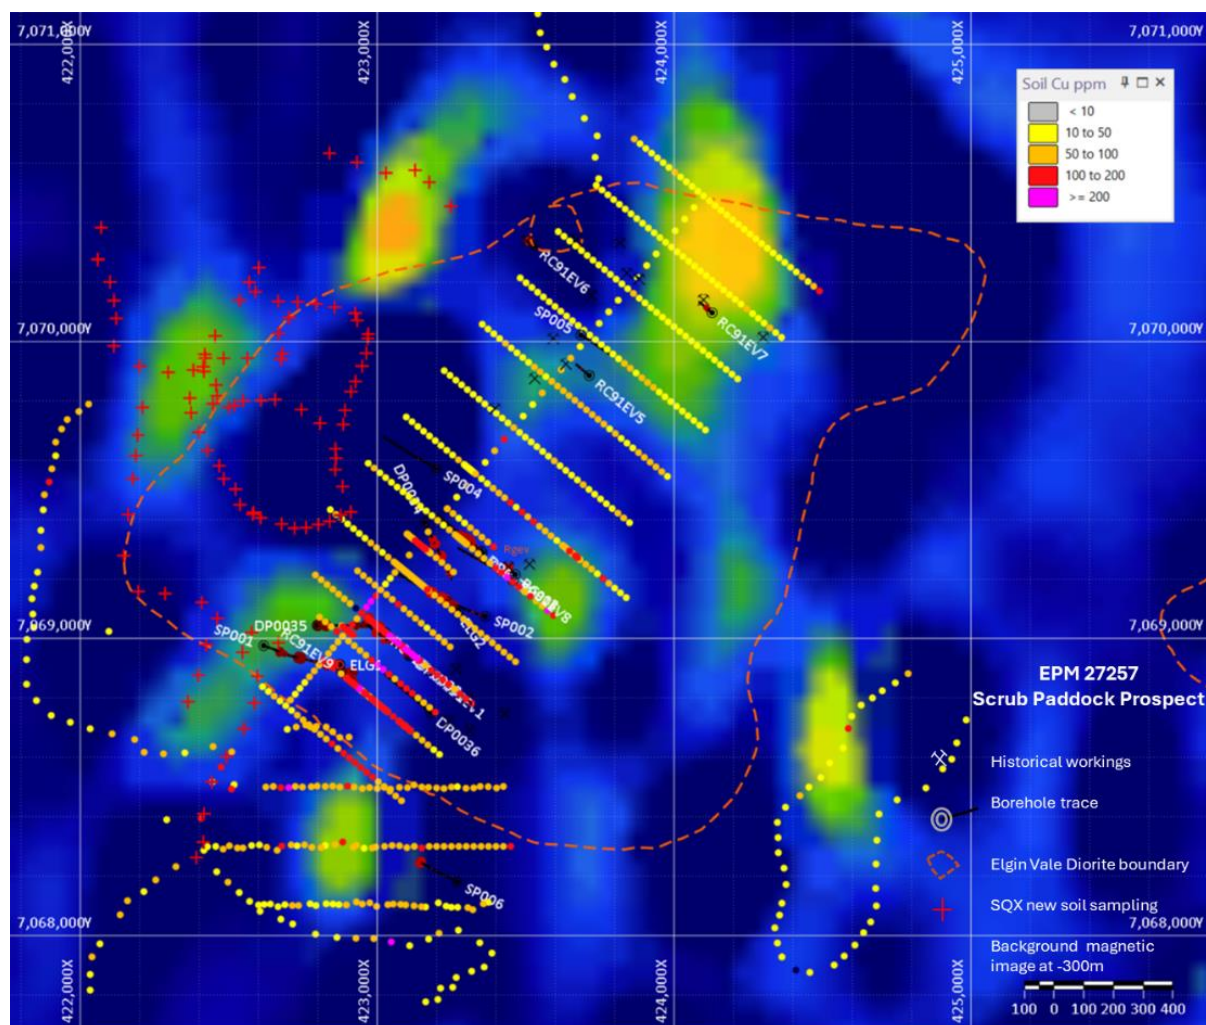 7,071,000Y
422,000X
423,000X
424,000X
425,000X
7,071,000Y
Soil Cu ppm
< 10
10 to 50
50 to 100
100 to 200
>= 200
RC91EV6
SP005
7,070,000Y
RC91EV7
7,070,000Y
RC91EV5
SP004
Rgev
SP002
ELG2
7,069,000Y
DP0035
SP001
RC91EV9
DP0036
7,069,000Y
EPM 27257
Scrub Paddock Prospect
Historical workings
Borehole trace
Elgin Vale Diorite boundary
SQX new soil sampling
SP006
7,068,000Y
7,068,000Y
Background magnetic
image at -300m
422,000X
423,000X
424,000X
425,000X
100 0 100 200 300 400